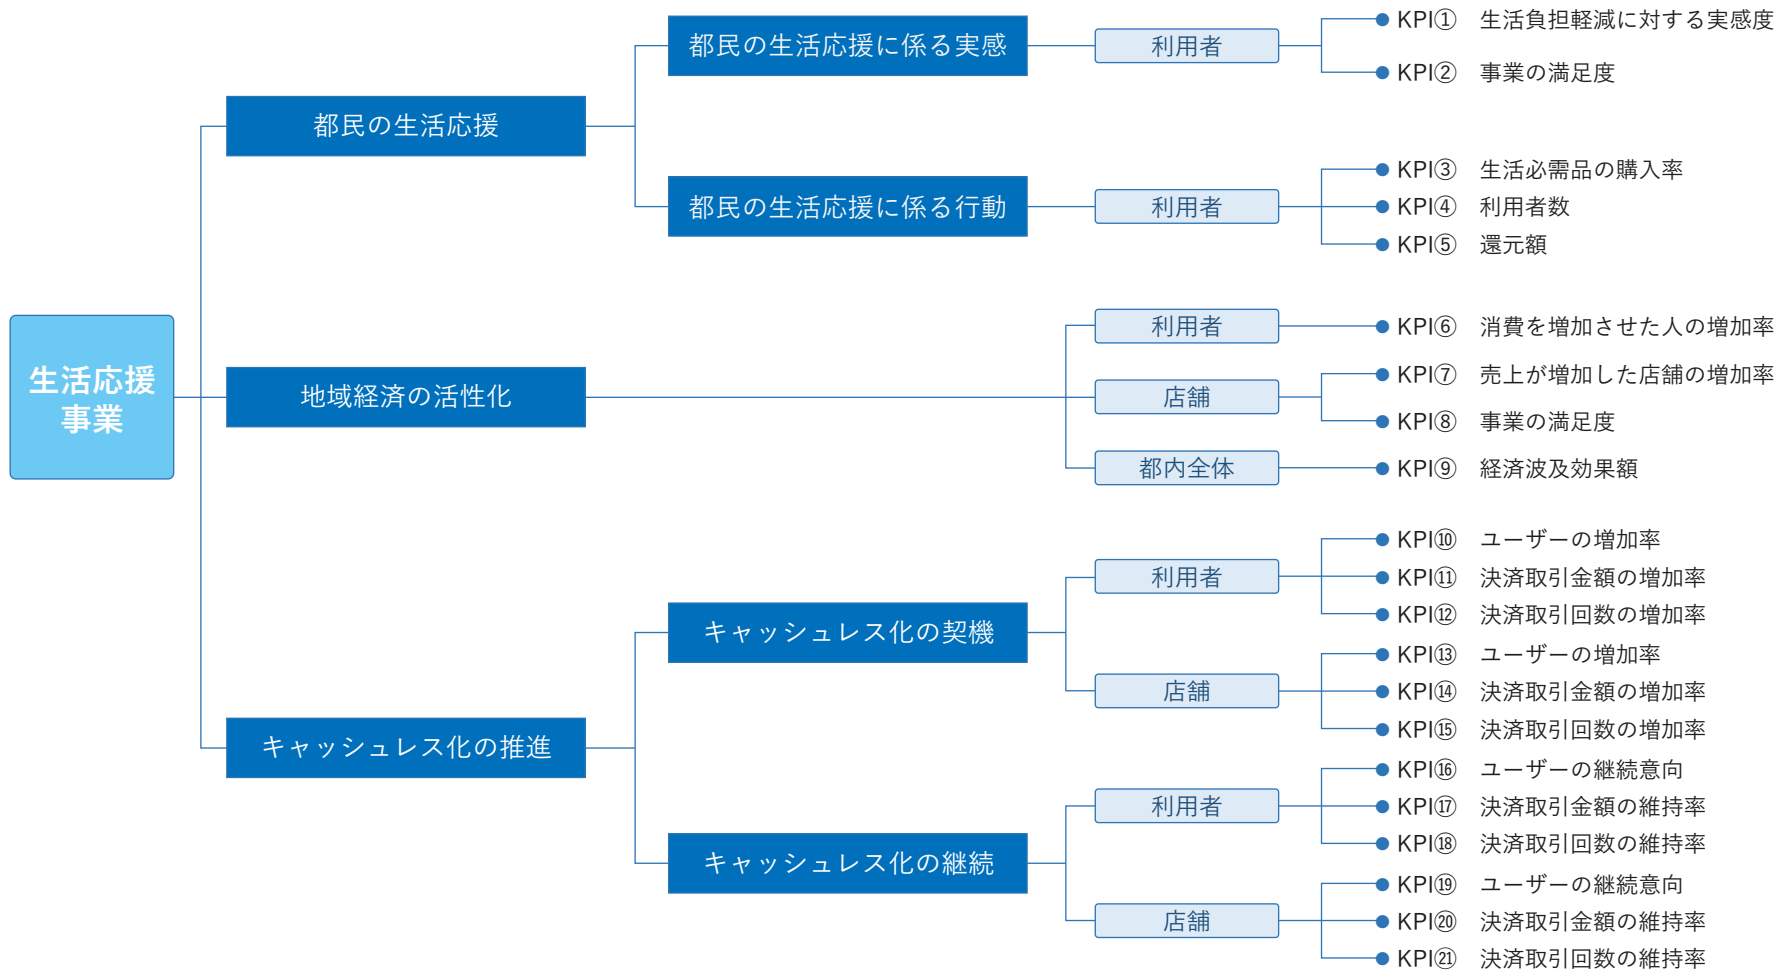 生活応援
事業
都民の生活応援
都民の生活応援に係る実感
利用者
KPI① 生活負担軽減に対する実感度
KPI② 事業の満足度
都民の生活応援に係る行動
利用者
KPI③ 生活必需品の購入率
KPI④ 利用者数
KPI⑤ 還元額
地域経済の活性化
利用者
KPI⑥ 消費を増加させた人の増加率
店舗
KPI⑦ 売上が増加した店舗の増加率
KPI⑧ 事業の満足度
都内全体
KPI⑨ 経済波及効果額
キャッシュレス化の推進
キャッシュレス化の契機
利用者
KPI⑩ ユーザーの増加率
KPI⑪ 決済取引金額の増加率
KPI⑫ 決済取引回数の増加率
店舗
KPI⑬ ユーザーの増加率
KPI⑭ 決済取引金額の増加率
KPI⑮ 決済取引回数の増加率
キャッシュレス化の継続
利用者
KPI⑯ ユーザーの継続意向
KPI⑰ 決済取引金額の維持率
KPI⑱ 決済取引回数の維持率
店舗
KPI⑲ ユーザーの継続意向
KPI⑳ 決済取引金額の維持率
KPI㉑ 決済取引回数の維持率